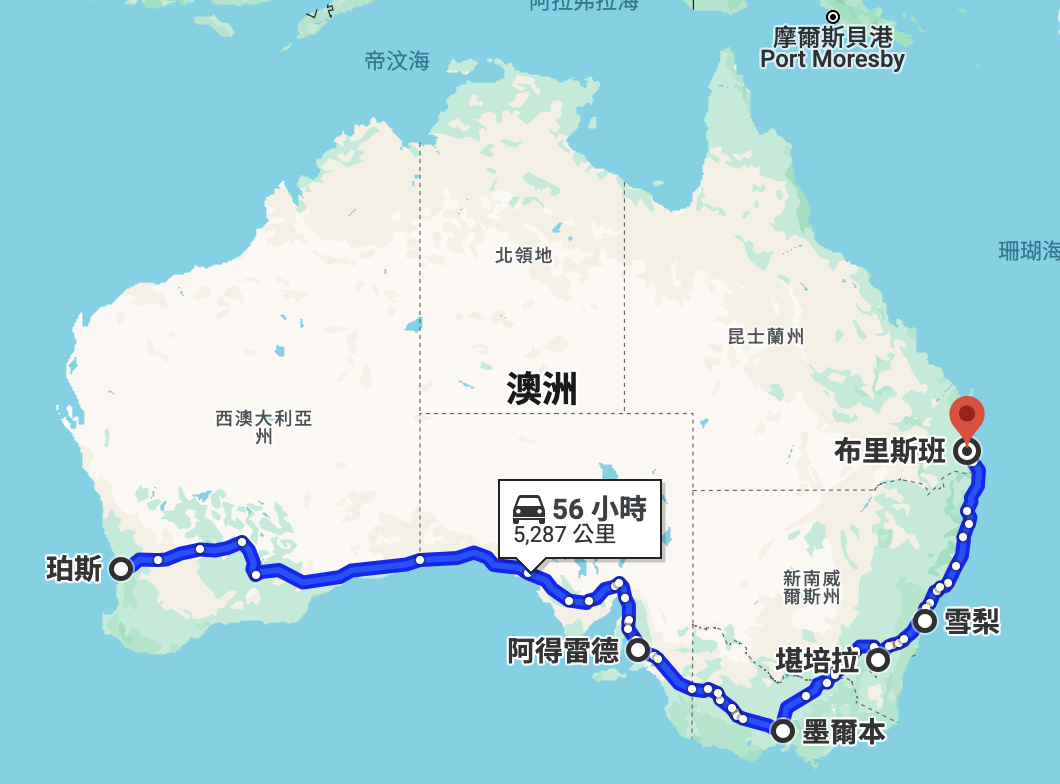 阿拉弗拉海
摩爾斯貝港
Port Moresby
帝汶海
珊瑚海
北領地
昆士蘭州
澳洲
西澳大利亞
州
布里斯班
56 小時
5,287 公里
珀斯
新南威
爾斯州
雪梨
阿得雷德
堪培拉
墨爾本